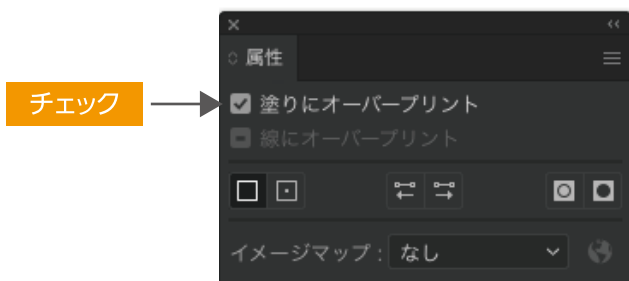 属性
チェック
塗りにオーバープリント
線にオーバープリント
イメージマップ : なし